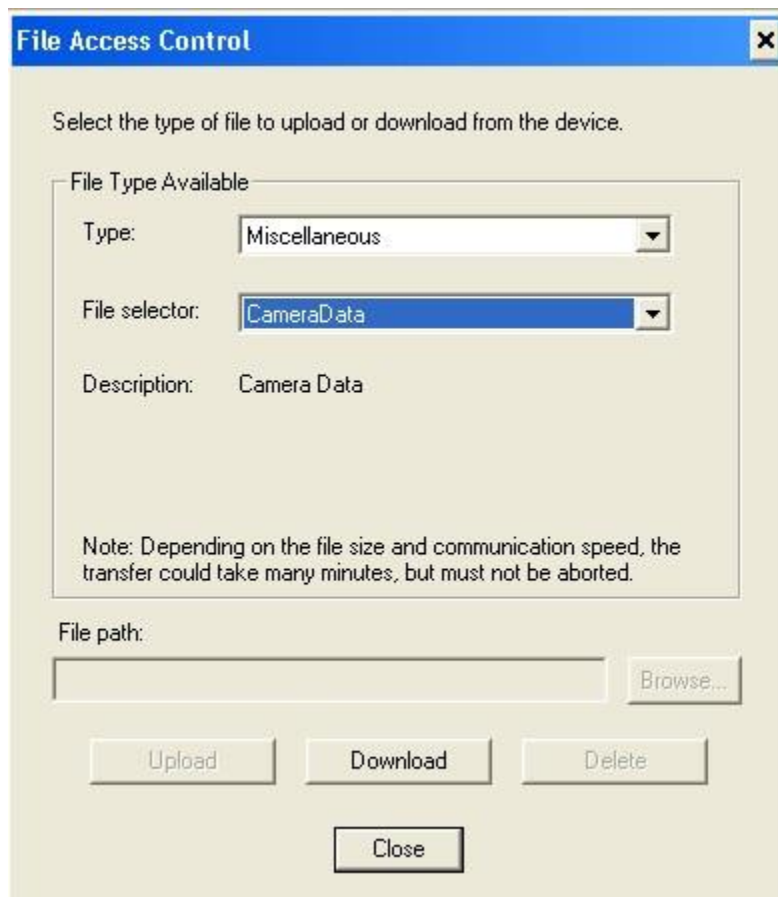 File Access Control
Select the type of file to upload or download from the device.
File Type Available
Type: Miscellaneous
File selector: CameraData
Description: Camera Data
Note: Depending on the file size and communication speed, the
transfer could take many minutes, but must not be aborted.
File path:
Browse...
Upload Download Delete
Close